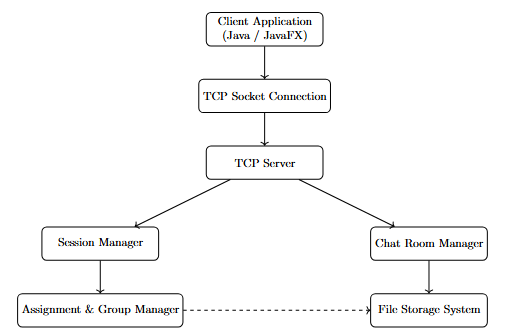 Client Application
(Java / JavaFX)
TCP Socket Connection
TCP Server
Session Manager
Chat Room Manager
Assignment & Group Manager
File Storage System